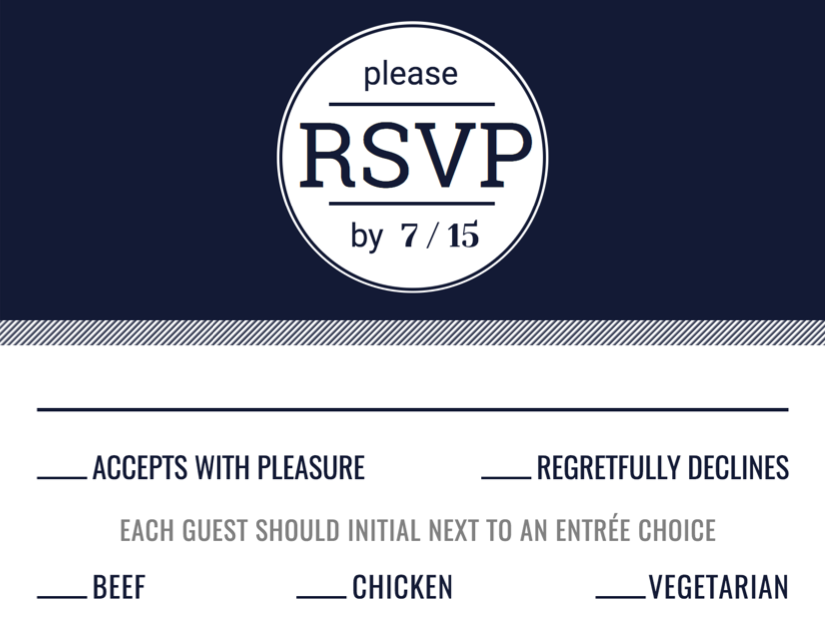 please
RSVP
by 7 / 15
ACCEPTS WITH PLEASURE REGRETFULLY DECLINES
EACH GUEST SHOULD INITIAL NEXT TO AN ENTRÉE CHOICE
BEEF CHICKEN VEGETARIAN